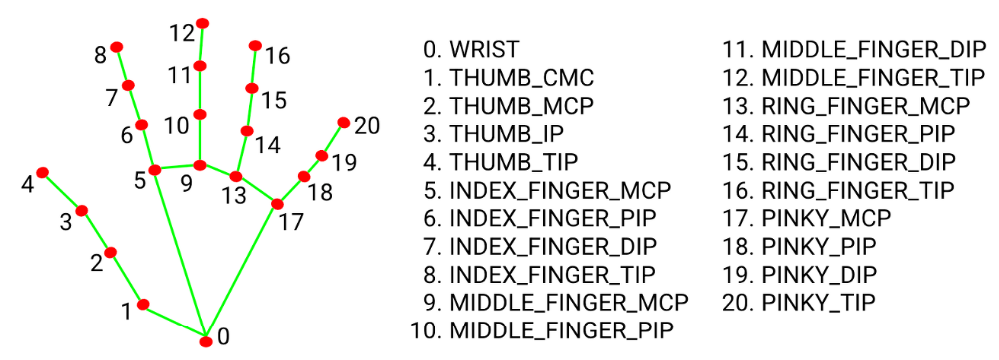 12
8
16
11
7
15
10
6
14
20
19
5
9
13
18
4
17
3
2
1
0
0. WRIST
1. THUMB_CMC
2. THUMB_MCP
3. THUMB_IP
4. THUMB_TIP
5. INDEX_FINGER_MCP
6. INDEX_FINGER_PIP
7. INDEX_FINGER_DIP
8. INDEX_FINGER_TIP
9. MIDDLE_FINGER_MCP
10. MIDDLE_FINGER_PIP
11. MIDDLE_FINGER_DIP
12. MIDDLE_FINGER_TIP
13. RING_FINGER_MCP
14. RING_FINGER_PIP
15. RING_FINGER_DIP
16. RING_FINGER_TIP
17. PINKY_MCP
18. PINKY_PIP
19. PINKY_DIP
20. PINKY_TIP